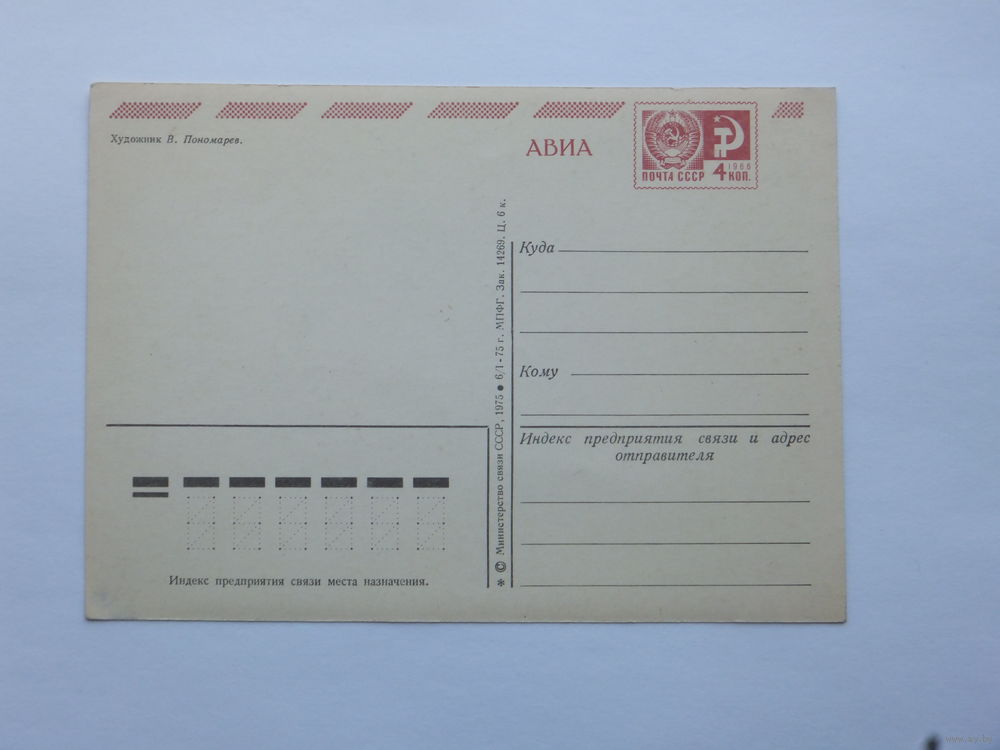 Художник В. Пономарев.
АВИА
ПОЧТА СССР
1966
4 КОП.
Куда
Кому
Индекс предприятия связи и адрес
отправителя
* © Министерство связи СССР, 1975 ● 6/I-75 г. МПФГ. Зак. 14269. Ц. 6 к.
Индекс предприятия связи места назначения.